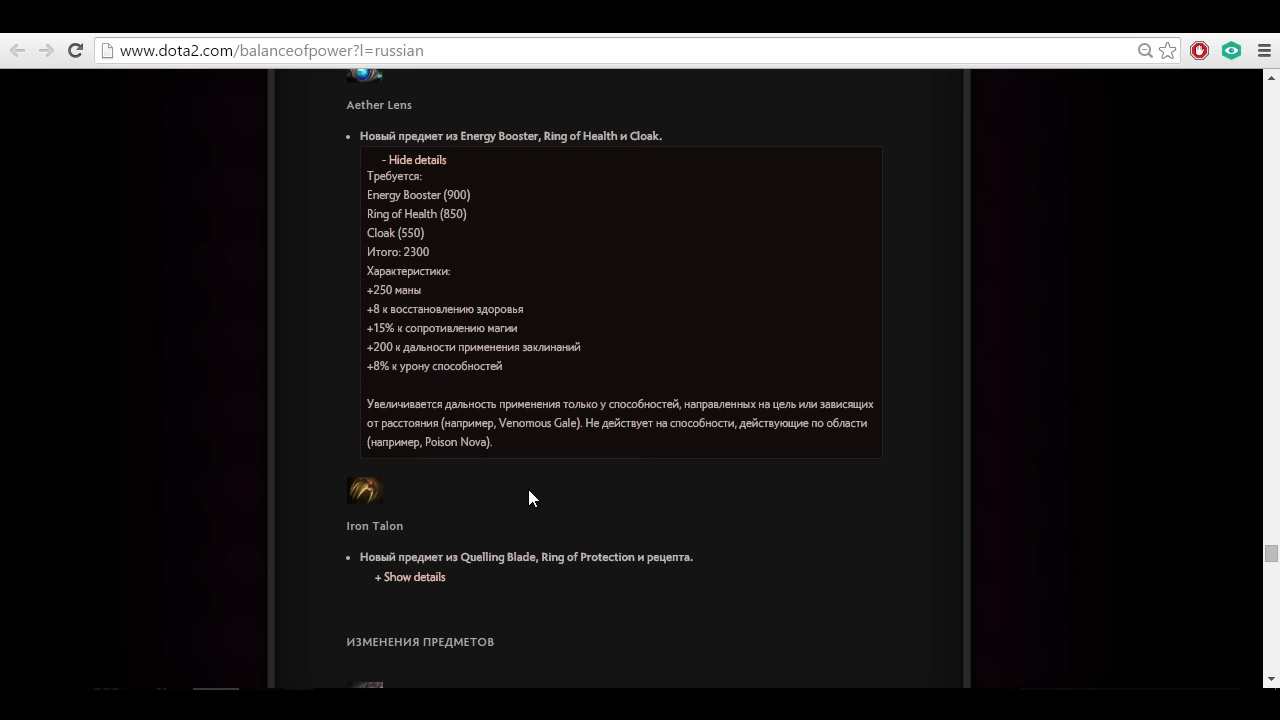 www.dota2.com/balanceofpower?l=russian
Aether Lens
• Новый предмет из Energy Booster, Ring of Health и Cloak.
- Hide details
Требуется:
Energy Booster (900)
Ring of Health (850)
Cloak (550)
Итого: 2300
Характеристики:
+250 маны
+8 к восстановлению здоровья
+15% к сопротивлению магии
+200 к дальности применения заклинаний
+8% к урону способностей
Увеличивается дальность применения только у способностей, направленных на цель или зависящих
от расстояния (например, Venomous Gale). Не действует на способности, действующие по области
(например, Poison Nova).
Iron Talon
• Новый предмет из Quelling Blade, Ring of Protection и рецепта.
+ Show details
ИЗМЕНЕНИЯ ПРЕДМЕТОВ